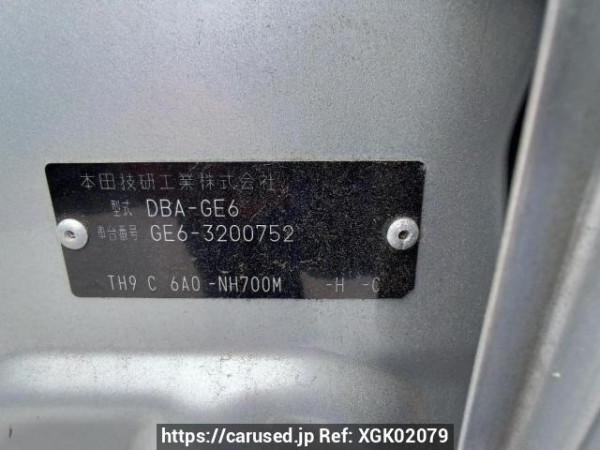 本田技研工業株式会社
型式 DBA-GE6
車台番号 GE6-3200752
TH9 C 6A0 -NH700M -H -C
https://carused.jp Ref: XGK02079